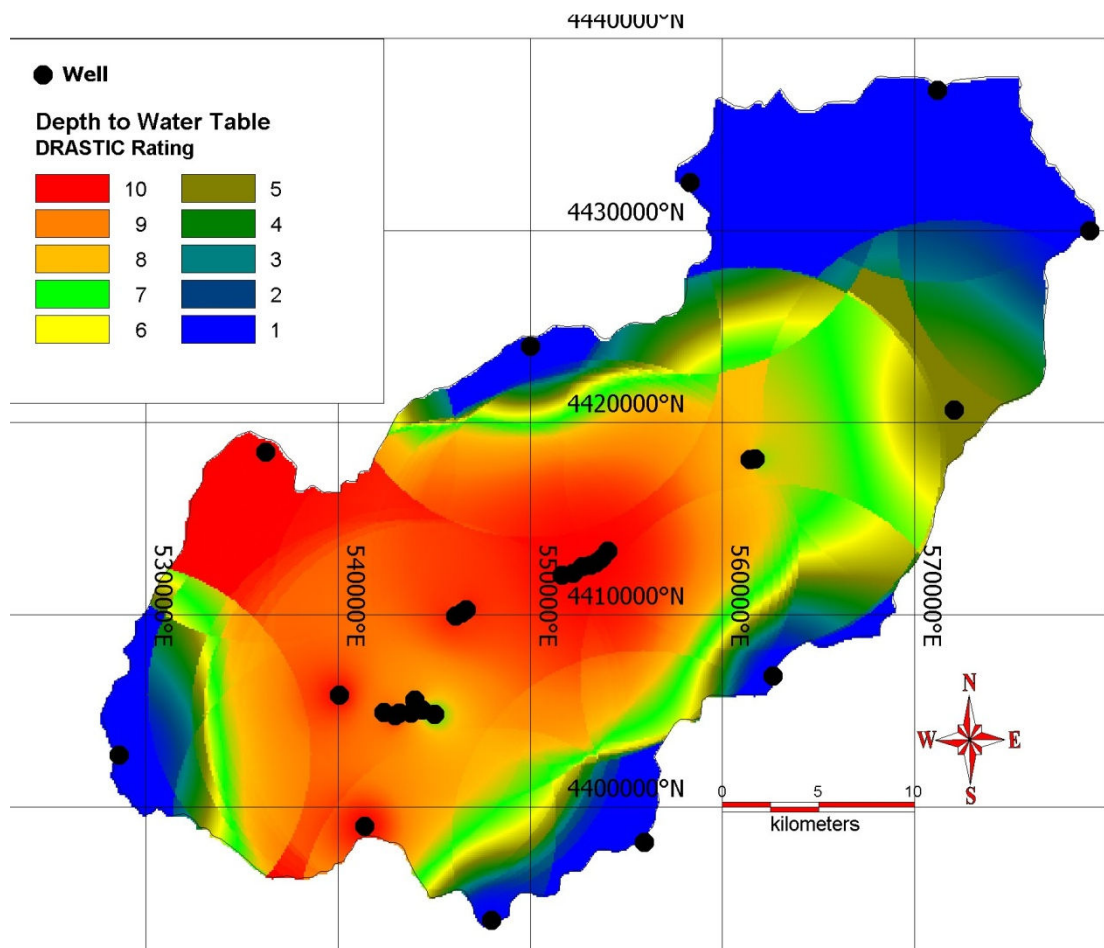 4440000°N
Well
Depth to Water Table
DRASTIC Rating
10 5
9 4
8 3
7 2
6 1
4430000°N
4420000°N
530000°E
540000°E
550000°E
560000°E
570000°E
4410000°N
4400000°N
N
W E
S
0 5 10
kilometers